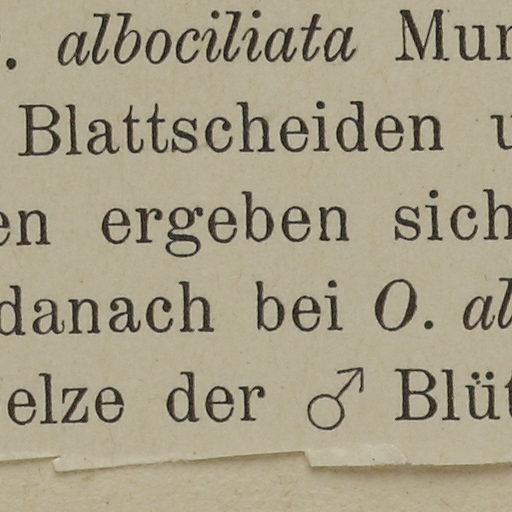 . albociliata Mun
Blattscheiden u
en ergeben sich
danach bei O. al
elze der ♂ Blüt